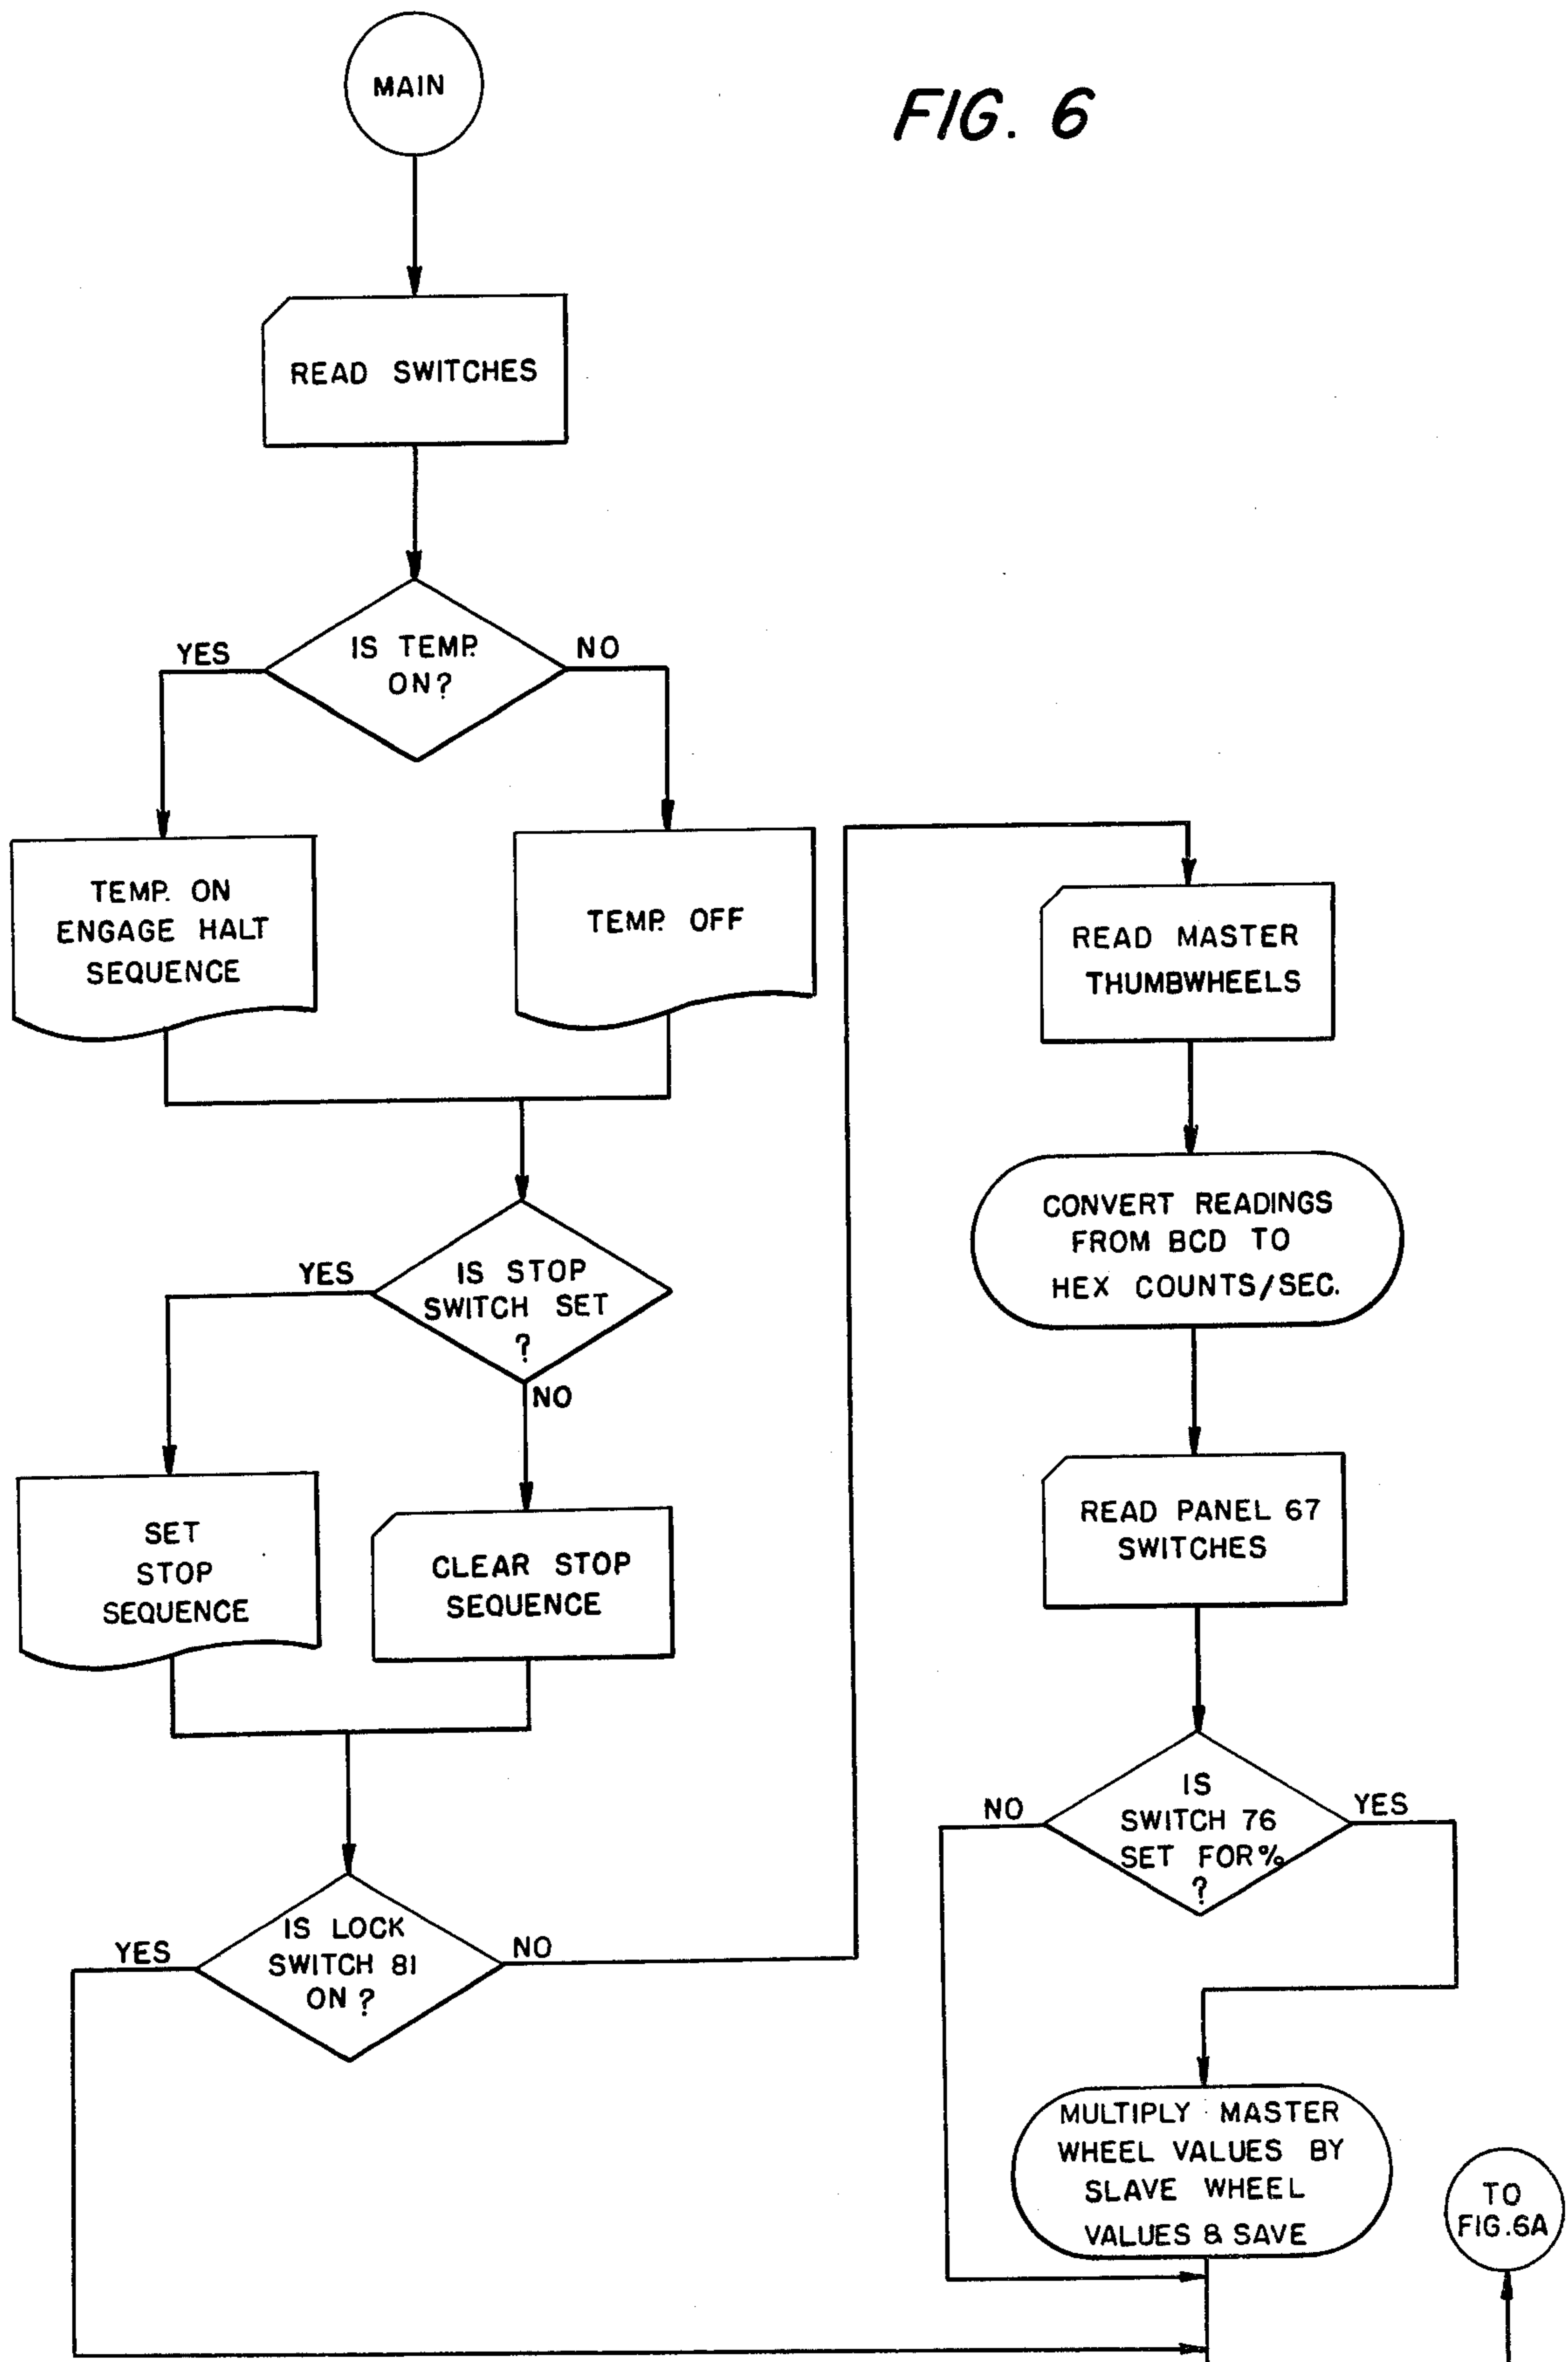 FIG. 6
MAIN
READ SWITCHES
IS TEMP.
ON?
YES
NO
TEMP. ON
ENGAGE HALT
SEQUENCE
TEMP. OFF
IS STOP
SWITCH SET
?
YES
NO
SET
STOP
SEQUENCE
CLEAR STOP
SEQUENCE
IS LOCK
SWITCH 81
ON?
YES
NO
READ MASTER
THUMBWHEELS
CONVERT READINGS
FROM BCD TO
HEX COUNTS/SEC.
READ PANEL 67
SWITCHES
IS
SWITCH 76
SET FOR%
?
NO
YES
MULTIPLY MASTER
WHEEL VALUES BY
SLAVE WHEEL
VALUES & SAVE
TO
FIG.6A